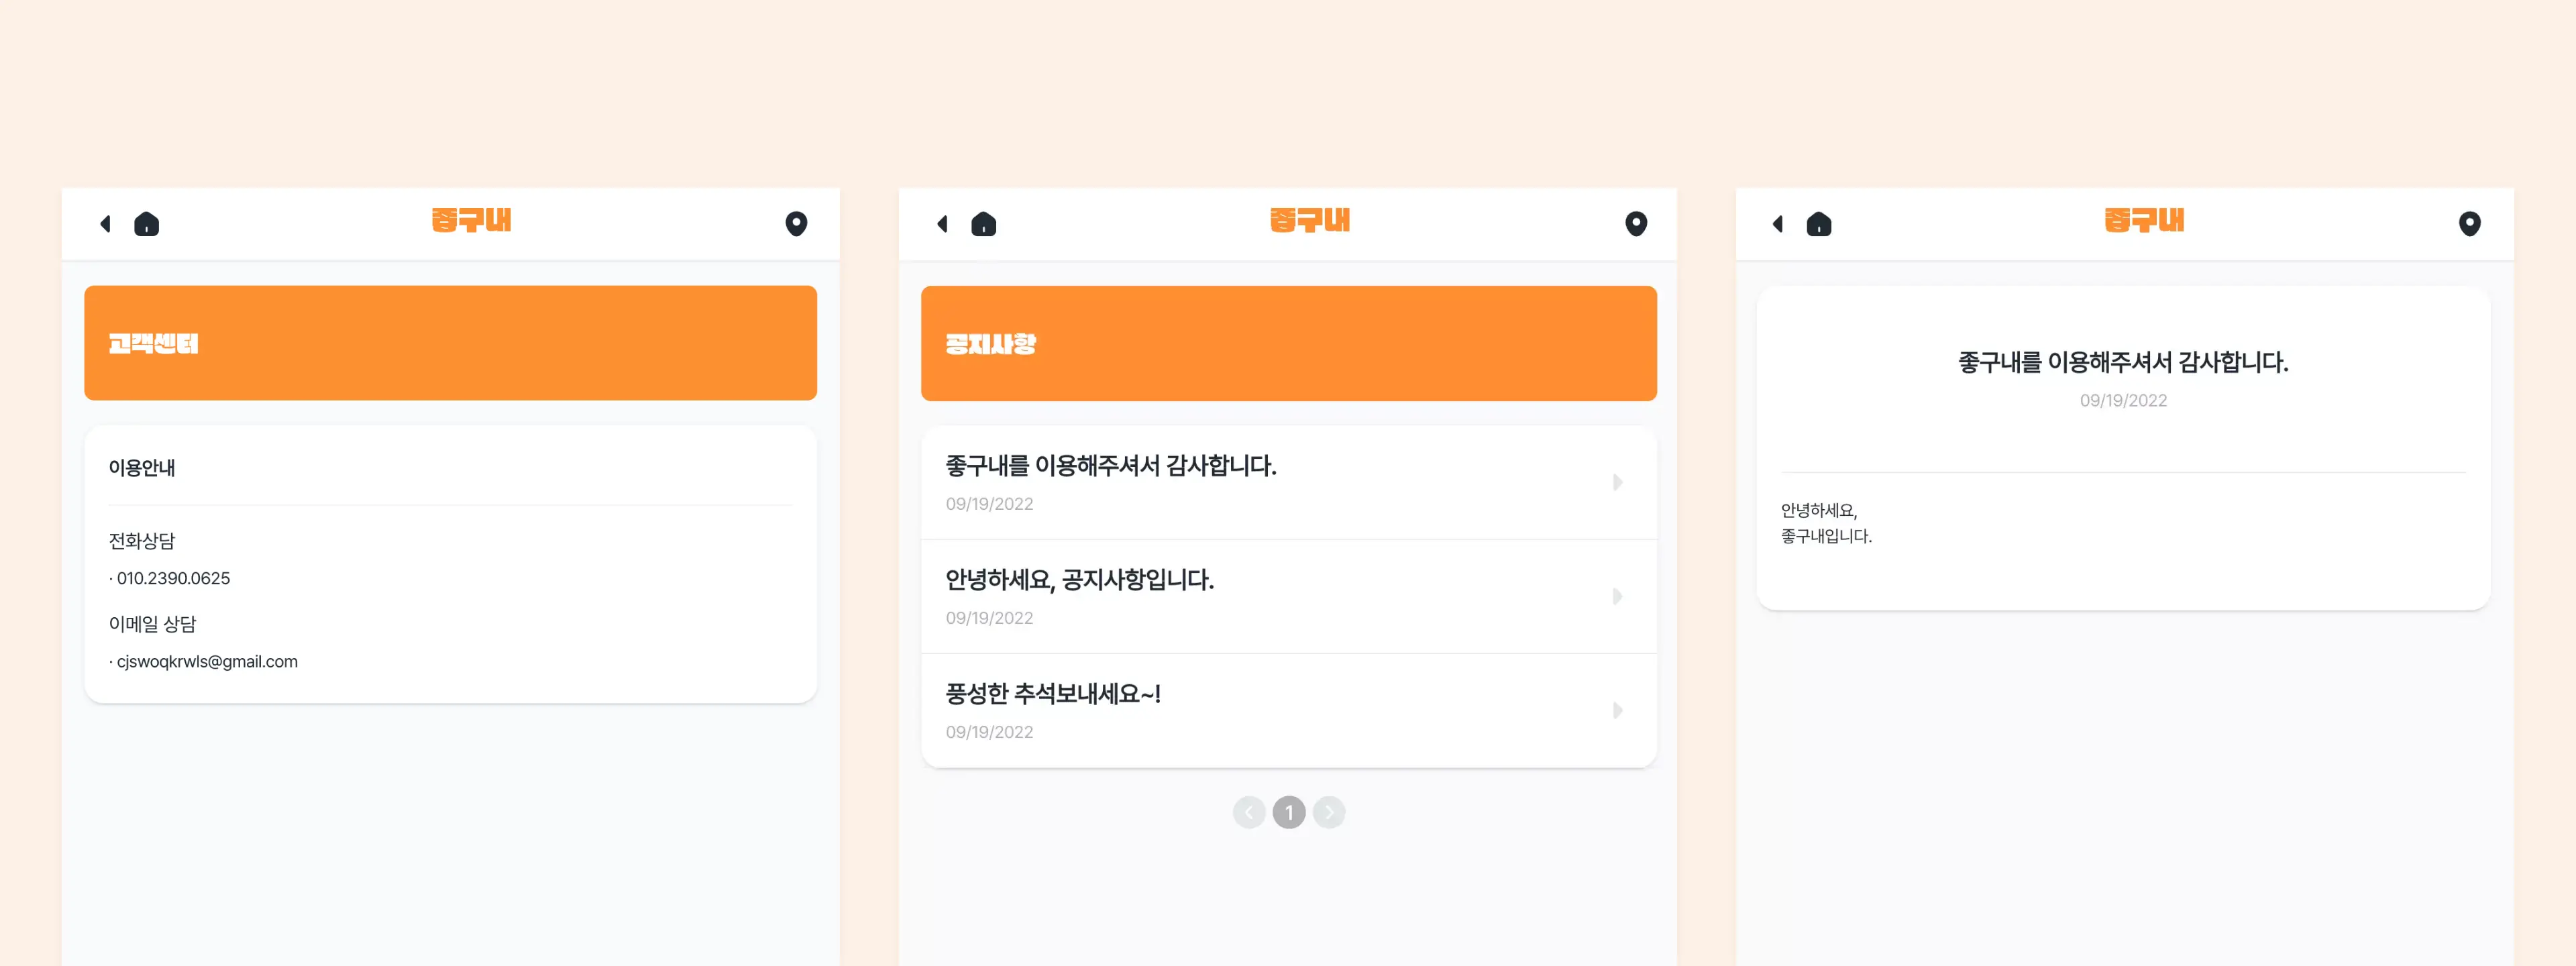 좋구내
고객센터
이용안내
전화상담
· 010.2390.0625
이메일 상담
· cjswoqkrwls@gmail.com
좋구내
공지사항
좋구내를 이용해주셔서 감사합니다.
09/19/2022
안녕하세요, 공지사항입니다.
09/19/2022
풍성한 추석보내세요~!
09/19/2022
1
좋구내
좋구내를 이용해주셔서 감사합니다.
09/19/2022
안녕하세요,
좋구내입니다.